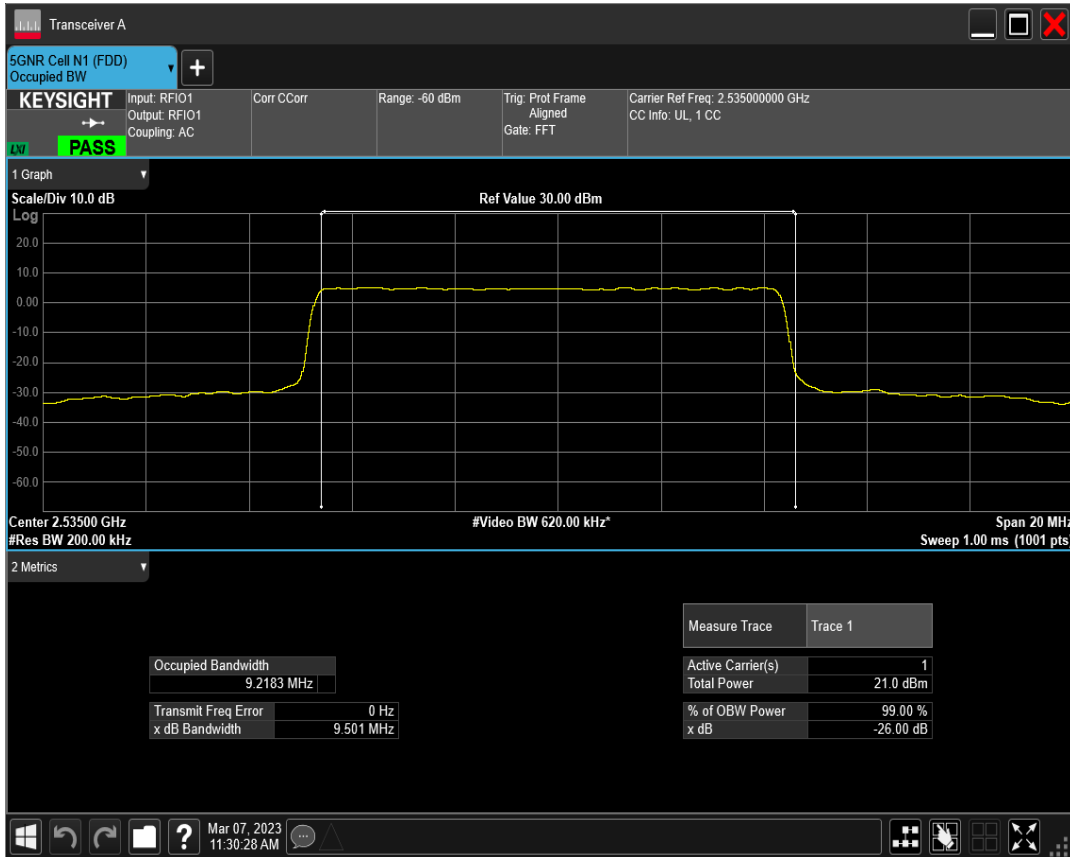 Transceiver A
5GNR Cell N1 (FDD)
Occupied BW
+
KEYSIGHT
LXI
PASS
Input: RFIO1
Output: RFIO1
Coupling: AC
Corr CCorr
Range: -60 dBm
Trig: Prot Frame
Aligned
Gate: FFT
Carrier Ref Freq: 2.535000000 GHz
CC Info: UL, 1 CC
1 Graph
Scale/Div 10.0 dB
Ref Value 30.00 dBm
Log
20.0
10.0
0.00
-10.0
-20.0
-30.0
-40.0
-50.0
-60.0
Center 2.53500 GHz
#Video BW 620.00 kHz*
Span 20 MHz
#Res BW 200.00 kHz
Sweep 1.00 ms (1001 pts)
2 Metrics
Measure Trace Trace 1
Occupied Bandwidth
9.2183 MHz
Active Carrier(s) 1
Total Power 21.0 dBm
Transmit Freq Error 0 Hz
x dB Bandwidth 9.501 MHz
% of OBW Power 99.00 %
x dB -26.00 dB
?
Mar 07, 2023
11:30:28 AM